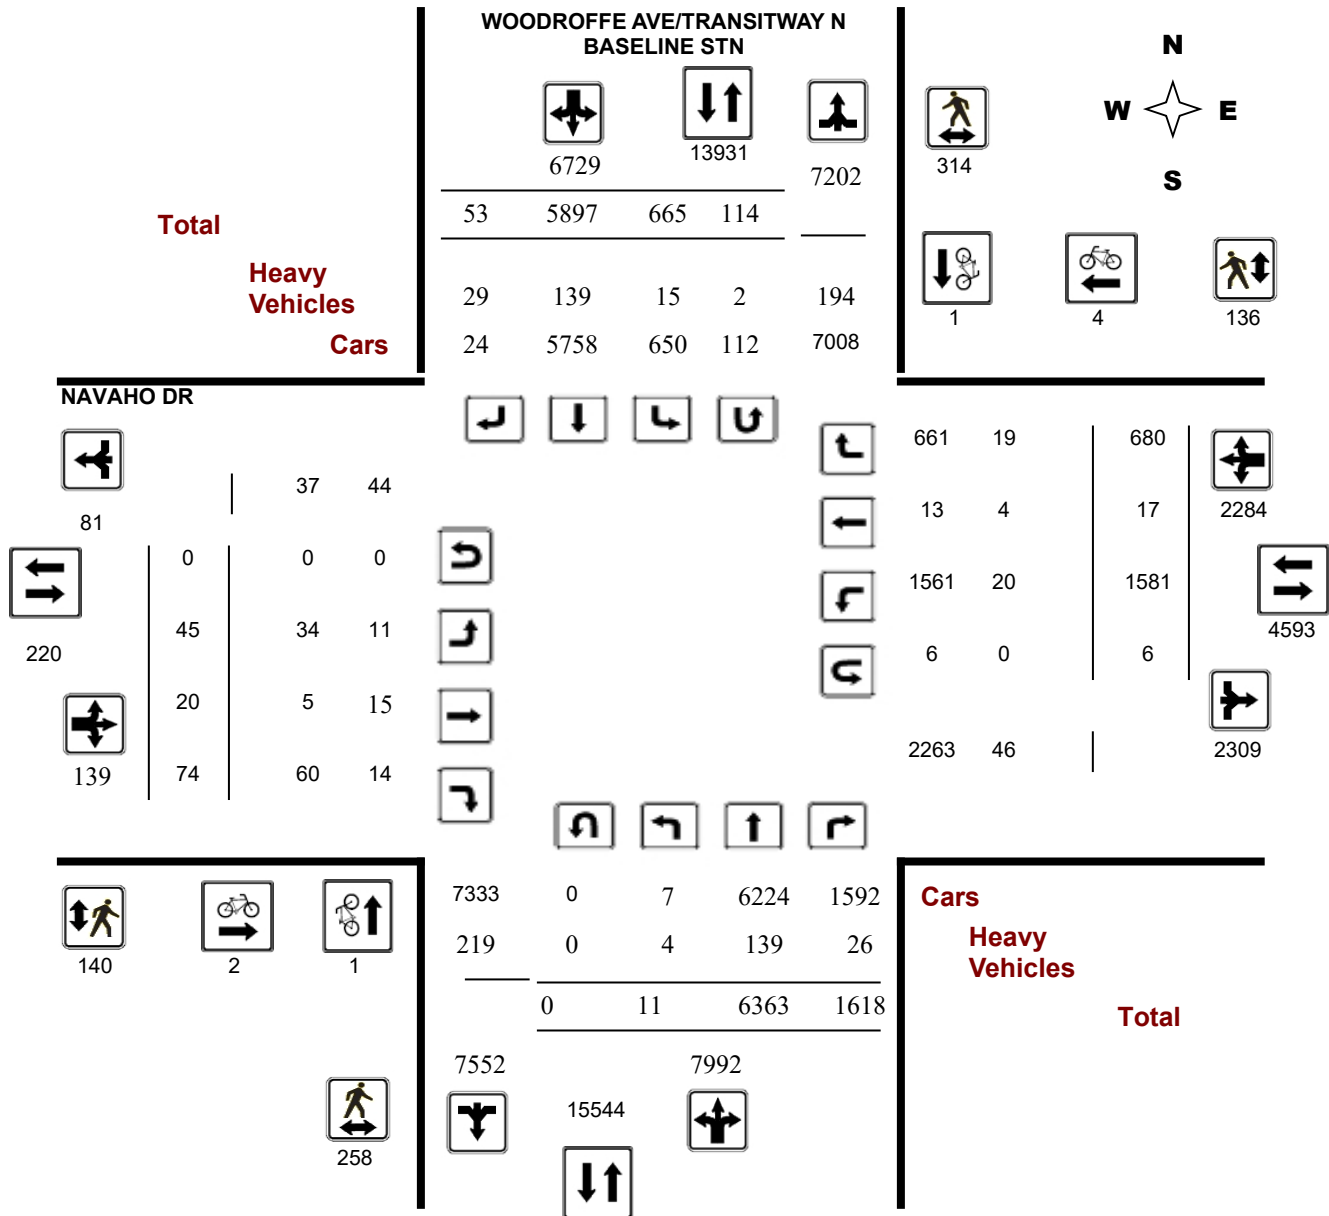 WOODROFFE AVE/TRANSITWAY N
BASELINE STN
N
W E
S
6729 13931 7202 314
Total 53 5897 665 114
Heavy
Vehicles 29 139 15 2 194
1 4 136
Cars 24 5758 650 112 7008
NAVAHO DR
661 19 680
37 44
81
13 4 17 2284
0 0 0
1561 20 1581
45 34 11
4593
220
6 0 6
20 5 15
2263 46 2309
139 74 60 14
7333 0 7 6224 1592 Cars
219 0 4 139 26 Heavy
Vehicles
140 2 1
0 11 6363 1618 Total
7552 7992
15544
258